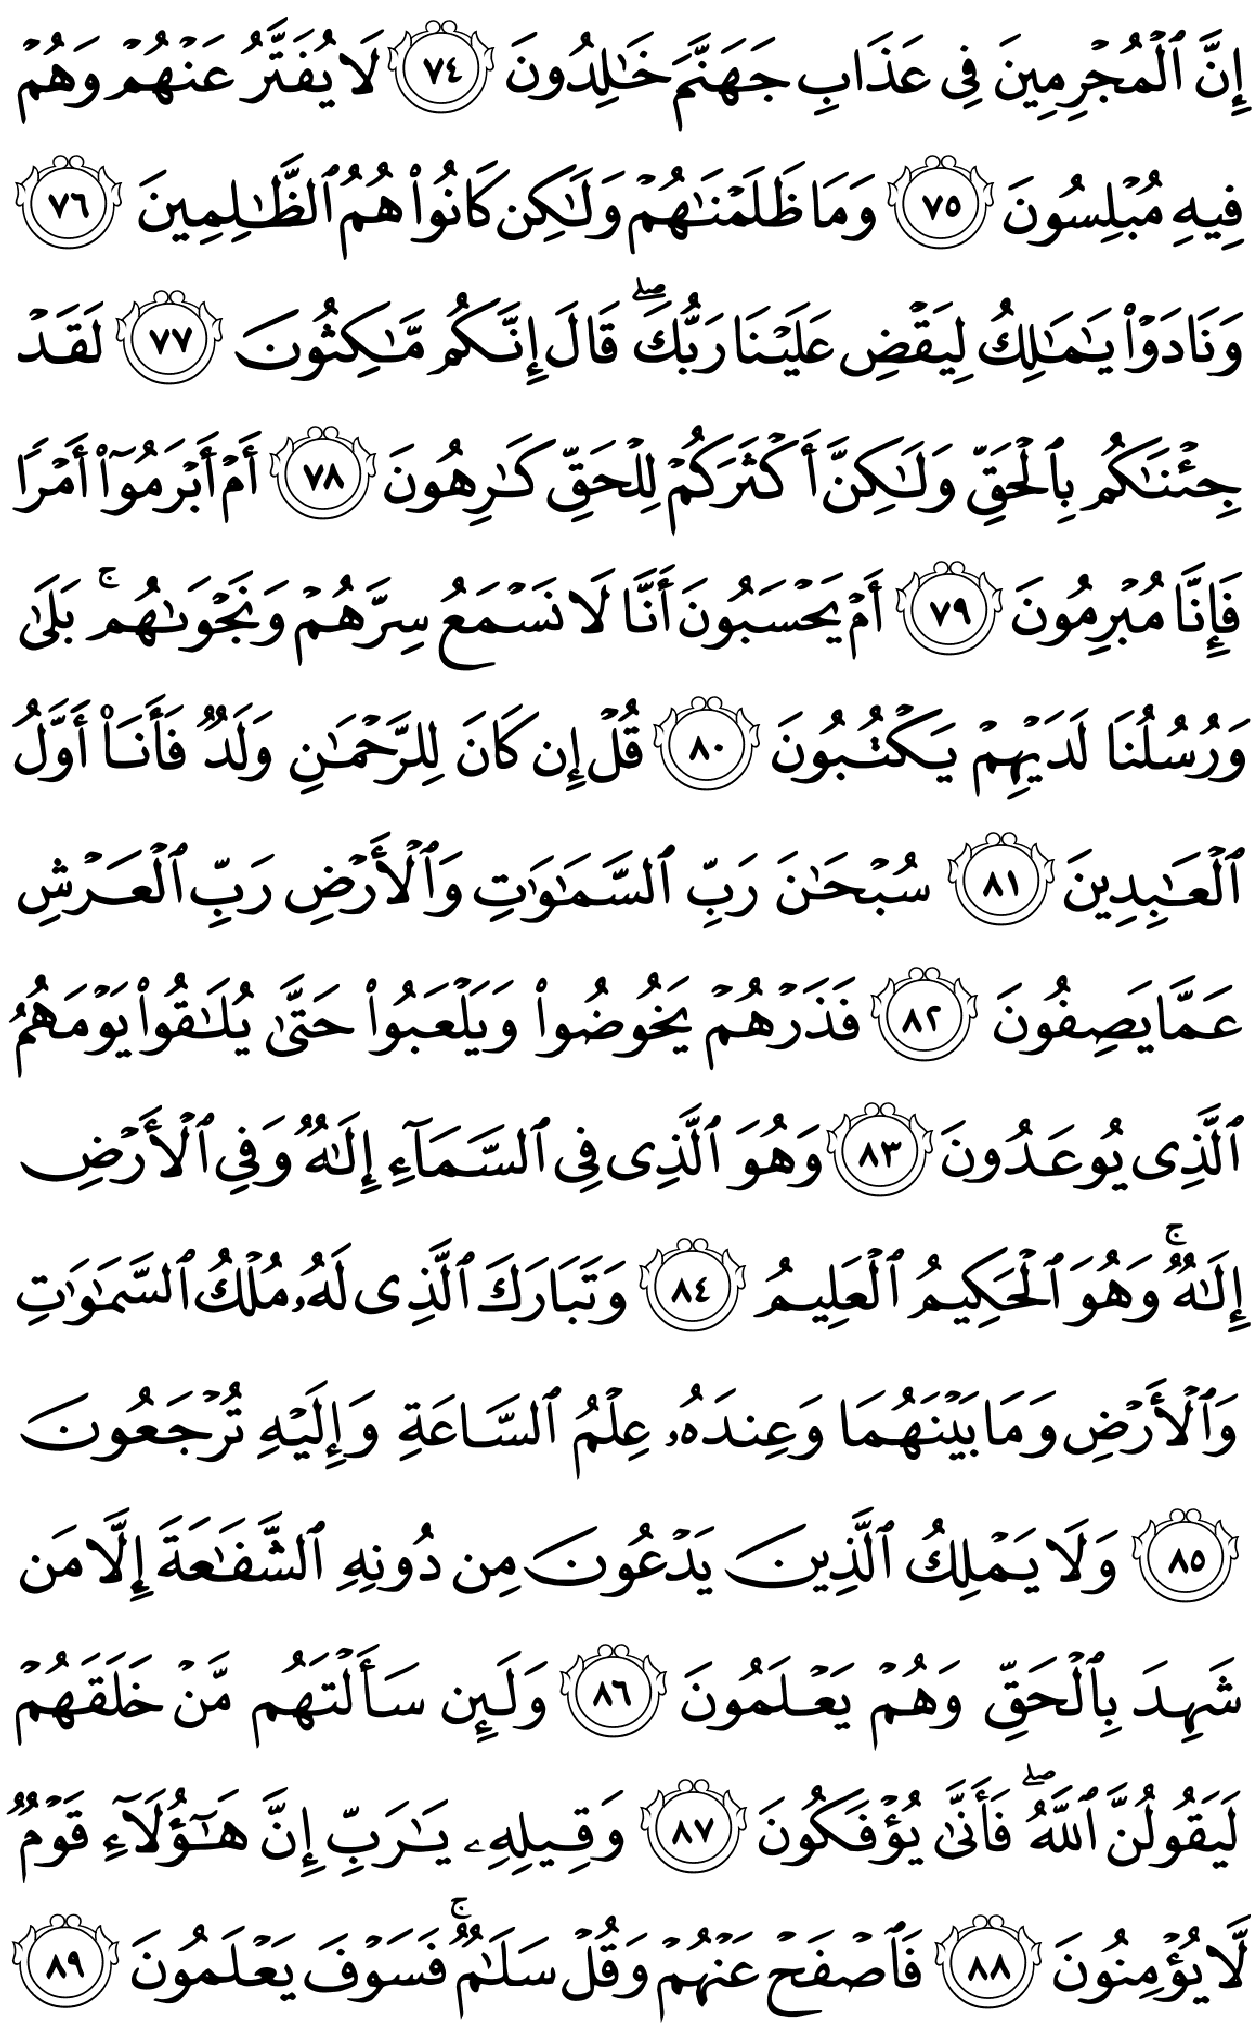 إِنَّ ٱلْمُجْرِمِينَ فِى عَذَابِ جَهَنَّمَ خَـٰلِدُونَ ٧٤ لَا يُفَتَّرُ عَنْهُمْ وَهُمْ
فِيهِ مُبْلِسُونَ ٧٥ وَمَا ظَلَمْنَـٰهُمْ وَلَـٰكِن كَانُوا۟ هُمُ ٱلظَّـٰلِمِينَ ٧٦
وَنَادَوْا۟ يَـٰمَـٰلِكُ لِيَقْضِ عَلَيْنَا رَبُّكَ ۖ قَالَ إِنَّكُم مَّـٰكِثُونَ ٧٧ لَقَدْ
جِئْنَـٰكُم بِٱلْحَقِّ وَلَـٰكِنَّ أَكْثَرَكُمْ لِلْحَقِّ كَـٰرِهُونَ ٧٨ أَمْ أَبْرَمُوٓا۟ أَمْرًا
فَإِنَّا مُبْرِمُونَ ٧٩ أَمْ يَحْسَبُونَ أَنَّا لَا نَسْمَعُ سِرَّهُمْ وَنَجْوَىٰهُم ۚ بَلَىٰ
وَرُسُلُنَا لَدَيْهِمْ يَكْتُبُونَ ٨٠ قُلْ إِن كَانَ لِلرَّحْمَـٰنِ وَلَدٌ فَأَنَا۠ أَوَّلُ
ٱلْعَـٰبِدِينَ ٨١ سُبْحَـٰنَ رَبِّ ٱلسَّمَـٰوَٰتِ وَٱلْأَرْضِ رَبِّ ٱلْعَرْشِ
عَمَّا يَصِفُونَ ٨٢ فَذَرْهُمْ يَخُوضُوا۟ وَيَلْعَبُوا۟ حَتَّىٰ يُلَـٰقُوا۟ يَوْمَهُمُ
ٱلَّذِى يُوعَدُونَ ٨٣ وَهُوَ ٱلَّذِى فِى ٱلسَّمَآءِ إِلَـٰهٌ وَفِى ٱلْأَرْضِ
إِلَـٰهٌ ۚ وَهُوَ ٱلْحَكِيمُ ٱلْعَلِيمُ ٨٤ وَتَبَارَكَ ٱلَّذِى لَهُۥ مُلْكُ ٱلسَّمَـٰوَٰتِ
وَٱلْأَرْضِ وَمَا بَيْنَهُمَا وَعِندَهُۥ عِلْمُ ٱلسَّاعَةِ وَإِلَيْهِ تُرْجَعُونَ
٨٥ وَلَا يَمْلِكُ ٱلَّذِينَ يَدْعُونَ مِن دُونِهِ ٱلشَّفَـٰعَةَ إِلَّا مَن
شَهِدَ بِٱلْحَقِّ وَهُمْ يَعْلَمُونَ ٨٦ وَلَئِن سَأَلْتَهُم مَّنْ خَلَقَهُمْ
لَيَقُولُنَّ ٱللَّهُ ۖ فَأَنَّىٰ يُؤْفَكُونَ ٨٧ وَقِيلِهِۦ يَـٰرَبِّ إِنَّ هَـٰٓؤُلَآءِ قَوْمٌ
لَّا يُؤْمِنُونَ ٨٨ فَٱصْفَحْ عَنْهُمْ وَقُلْ سَلَـٰمٌ ۚ فَسَوْفَ يَعْلَمُونَ ٨٩